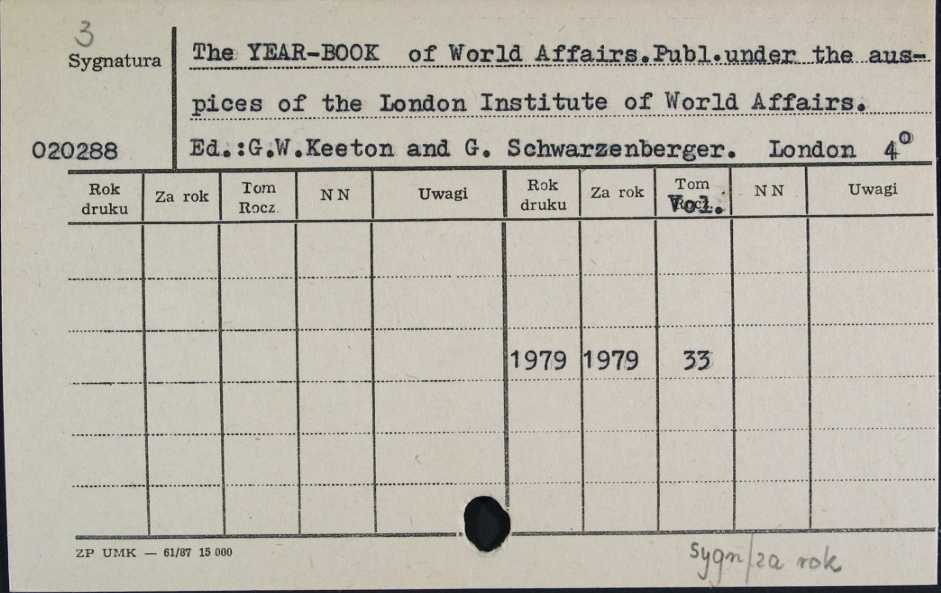 3
Sygnatura
The YEAR-BOOK of World Affairs.Publ.under the aus-
pices of the London Institute of World Affairs.
020288
Ed.:G.W.Keeton and G. Schwarzenberger. London 4°
Rok druku Za rok Tom Rocz. N N Uwagi Rok druku Za rok Tom Rocz. Vol. N N Uwagi
1979 1979 33
ZP UMK — 61/87 15 000
sygn/za rok